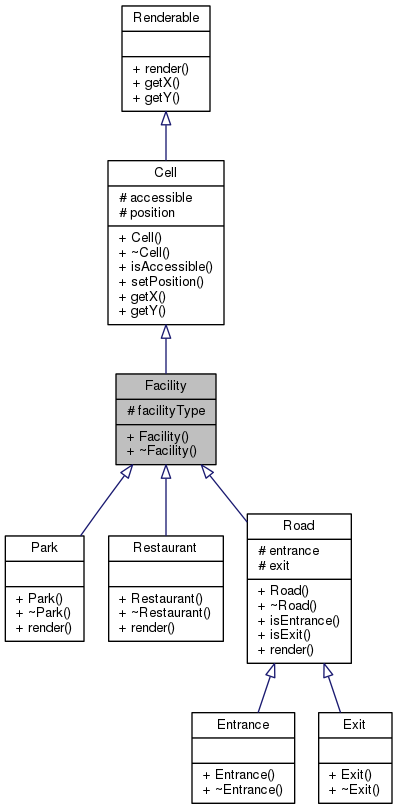 Renderable
+ render()
+ getX()
+ getY()
Cell
# accessible
# position
+ Cell()
+ ~Cell()
+ isAccessible()
+ setPosition()
+ getX()
+ getY()
Facility
# facilityType
+ Facility()
+ ~Facility()
Park
+ Park()
+ ~Park()
+ render()
Restaurant
+ Restaurant()
+ ~Restaurant()
+ render()
Road
# entrance
# exit
+ Road()
+ ~Road()
+ isEntrance()
+ isExit()
+ render()
Entrance
+ Entrance()
+ ~Entrance()
Exit
+ Exit()
+ ~Exit()